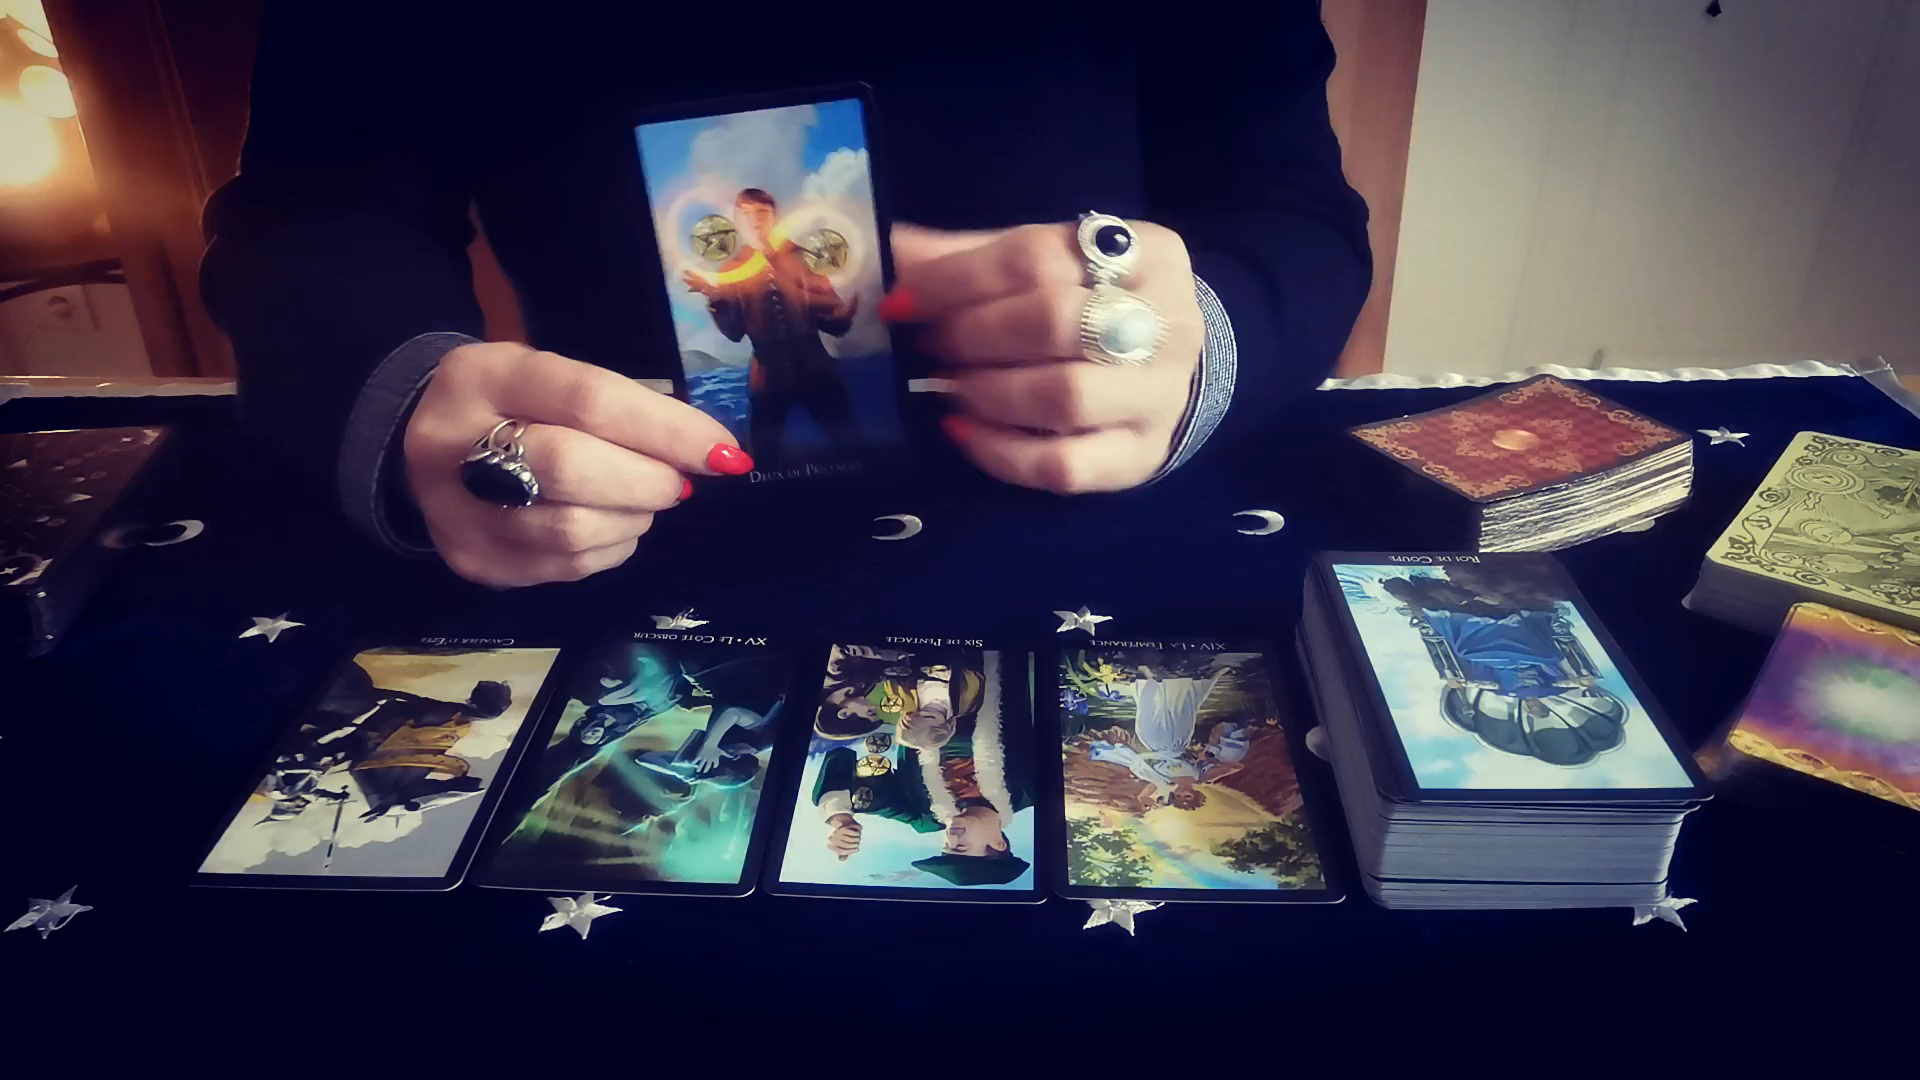 DEUX DE PENTACLE
ROI DE COUPE
CAVALIER D'ÉPÉE
XV • LE CÔTÉ OBSCUR
SIX DE PENTACLE
XIV • LA TEMPÉRANCE